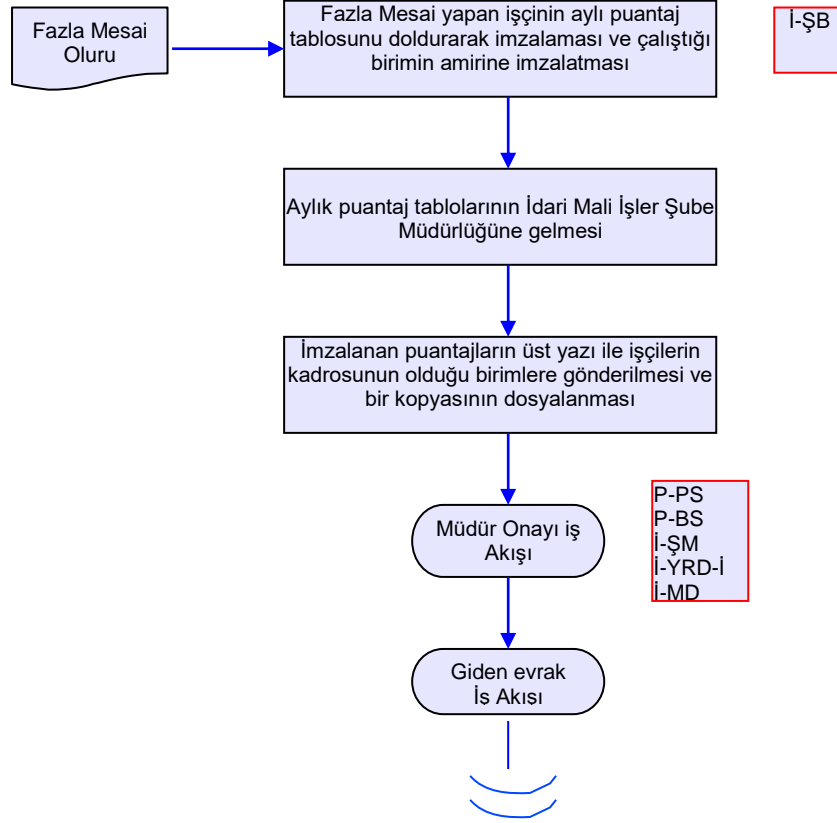 Fazla Mesai
Oluru
Fazla Mesai yapan işçinin aylı puantaj
tablosunu doldurarak imzalaması ve çalıştığı
birimin amirine imzalatması
İ-ŞB
Aylık puantaj tablolarının İdari Mali İşler Şube
Müdürlüğüne gelmesi
İmzalanan puantajların üst yazı ile işçilerin
kadrosunun olduğu birimlere gönderilmesi ve
bir kopyasının dosyalanması
Müdür Onayı iş
Akışı
P-PS
P-BS
İ-ŞM
İ-YRD-İ
İ-MD
Giden evrak
İş Akışı